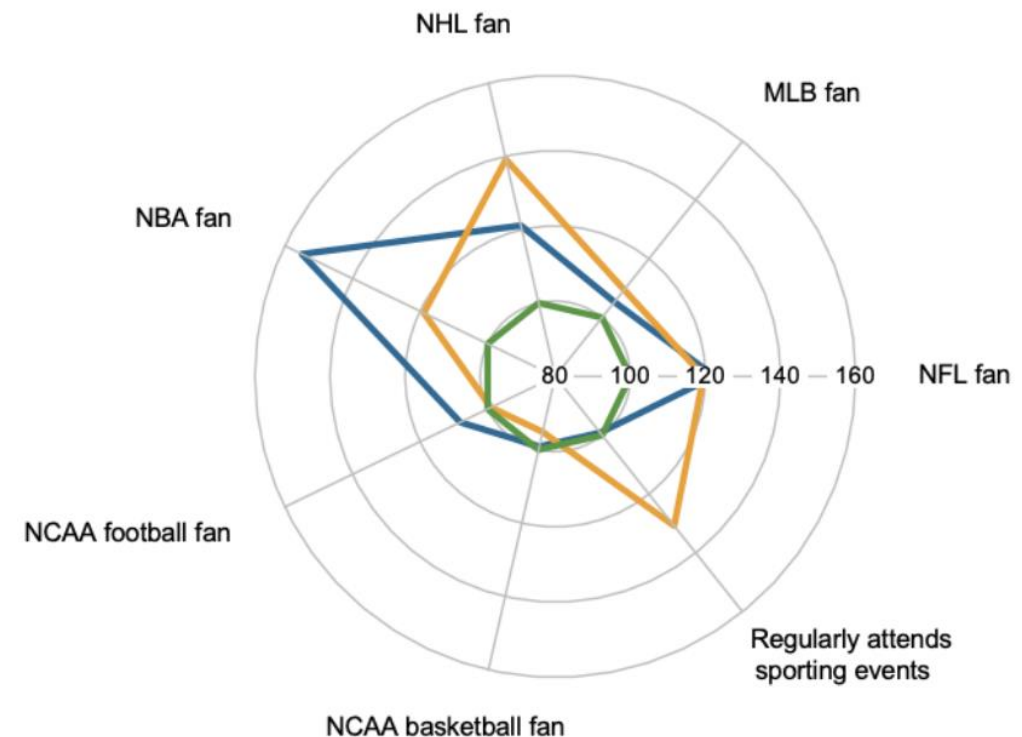 NHL fan
MLB fan
NBA fan
80 100 120 140 160
NFL fan
NCAA football fan
Regularly attends
sporting events
NCAA basketball fan